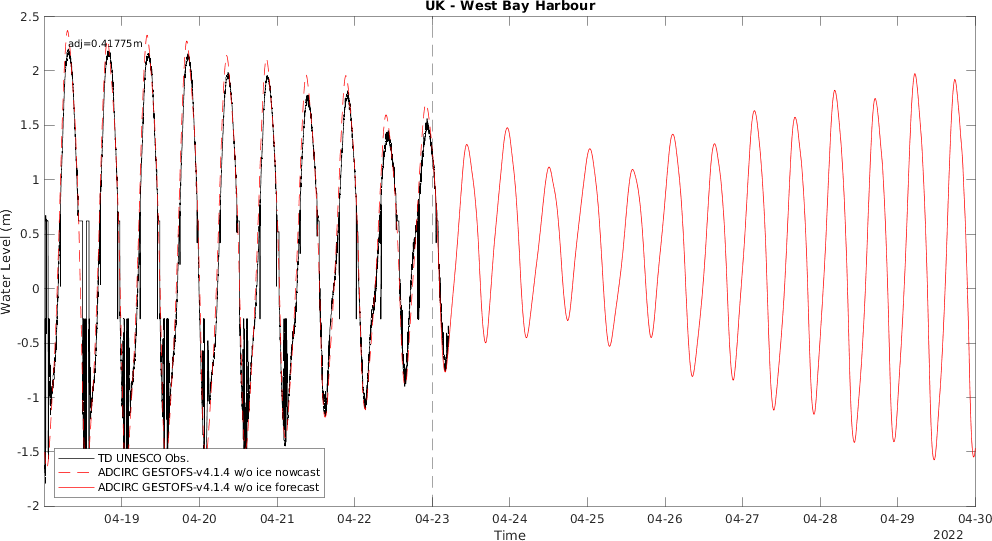 UK - West Bay Harbour
adj=0.41775m
2.5
2
1.5
1
0.5
0
-0.5
-1
-1.5
-2
Water Level (m)
TD UNESCO Obs.
ADCIRC GESTOFS-v4.1.4 w/o ice nowcast
ADCIRC GESTOFS-v4.1.4 w/o ice forecast
04-19 04-20 04-21 04-22 04-23 04-24 04-25 04-26 04-27 04-28 04-29 04-30
Time
2022